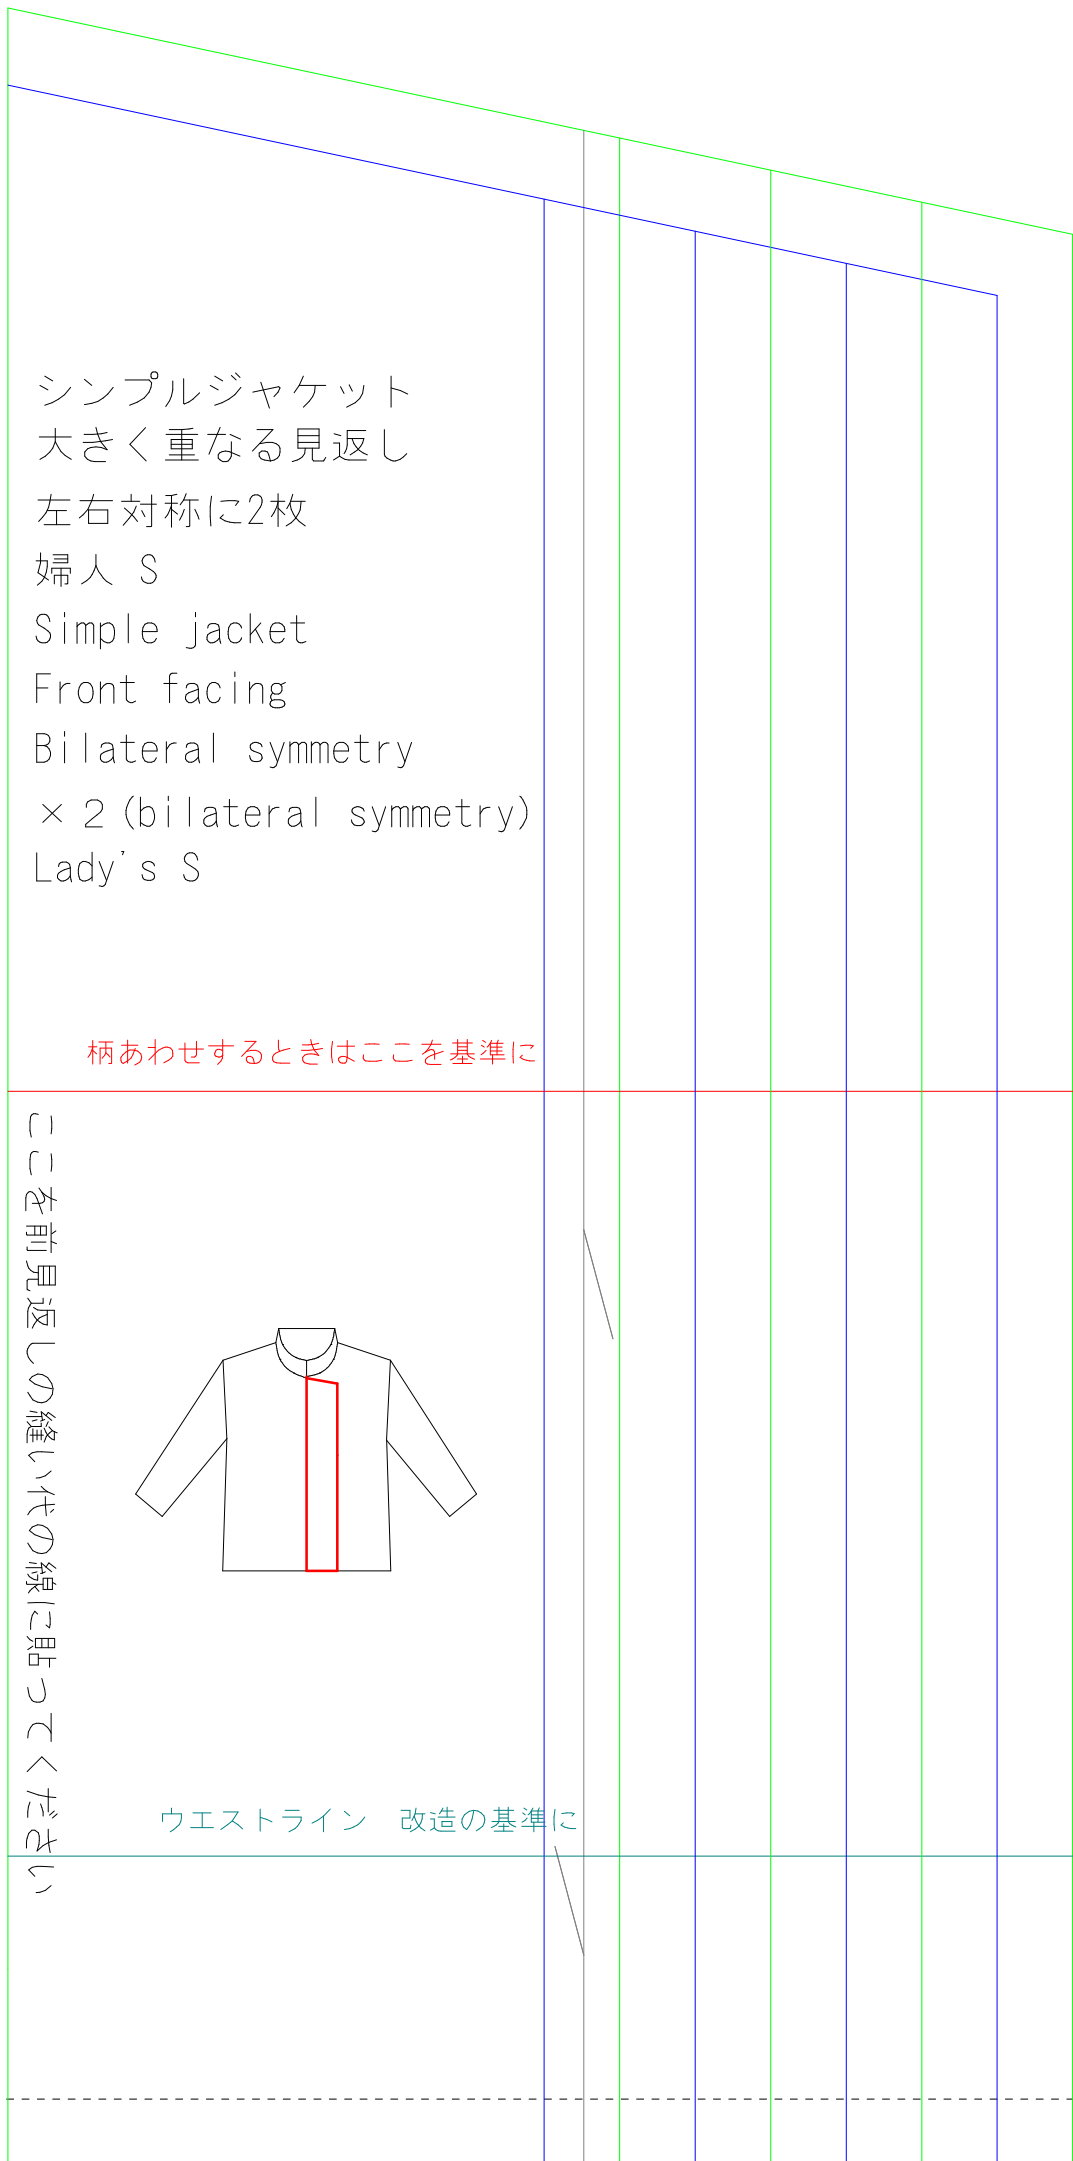 シンプルジャケット
大きく重なる見返し
左右対称に2枚
婦人 S
Simple jacket
Front facing
Bilateral symmetry
×２(bilateral symmetry)
Lady's S
柄あわせするときはここを基準に
ここを前見返しの縫い代の線に貼ってください
ウエストライン　改造の基準に